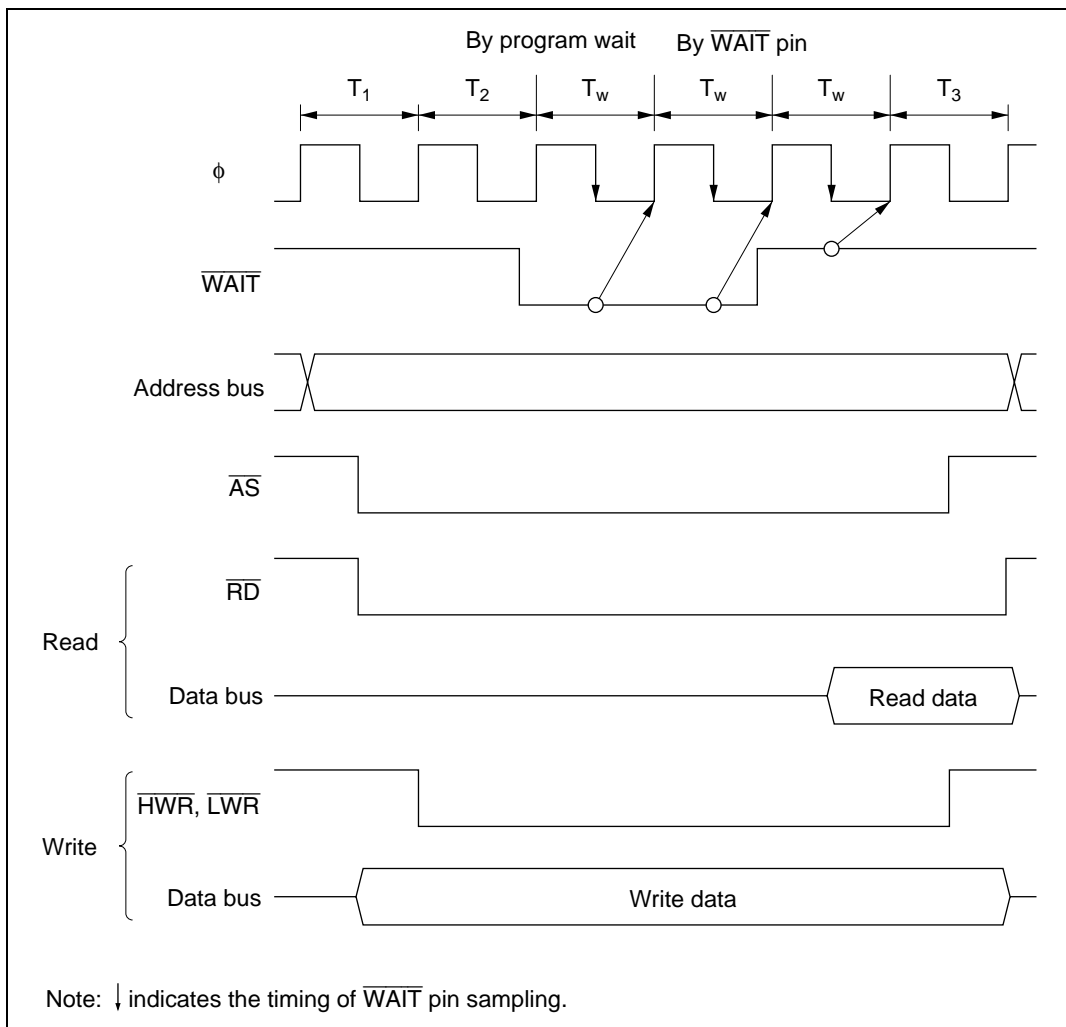 By program wait By WAIT pin
T1 T2 Tw Tw Tw T3
ϕ
WAIT
Address bus
AS
RD
Read
Data bus Read data
HWR, LWR
Write
Data bus Write data
Note: ↓ indicates the timing of WAIT pin sampling.